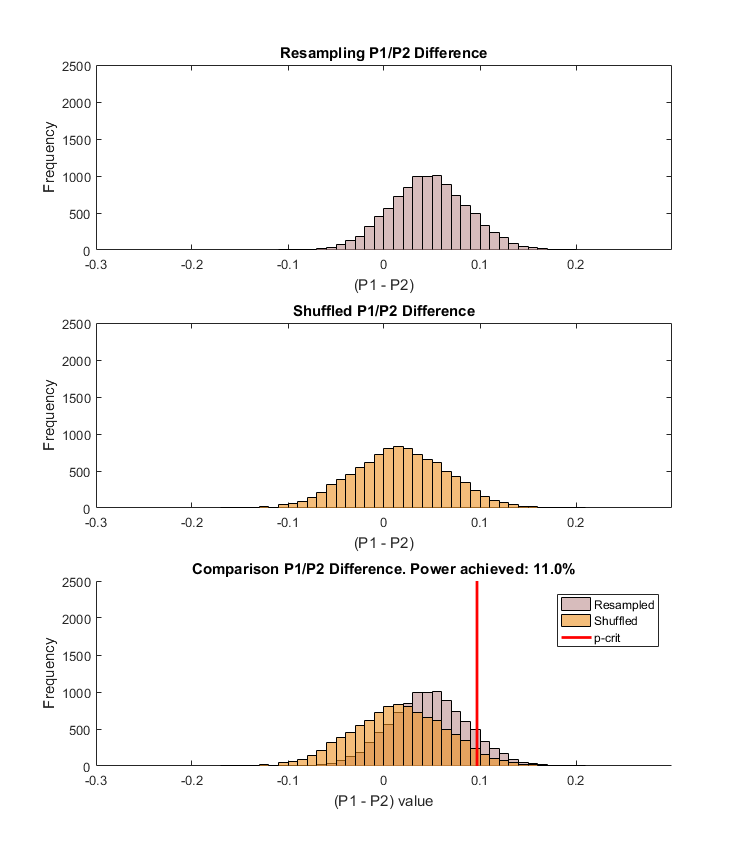 Resampling P1/P2 Difference
2500
2000
1500
1000
500
0
Frequency
-0.3 -0.2 -0.1 0 0.1 0.2
(P1 - P2)
Shuffled P1/P2 Difference
2500
2000
1500
1000
500
0
Frequency
-0.3 -0.2 -0.1 0 0.1 0.2
(P1 - P2)
Comparison P1/P2 Difference. Power achieved: 11.0%
2500
2000
1500
1000
500
0
Frequency
Resampled
Shuffled
p-crit
-0.3 -0.2 -0.1 0 0.1 0.2
(P1 - P2) value